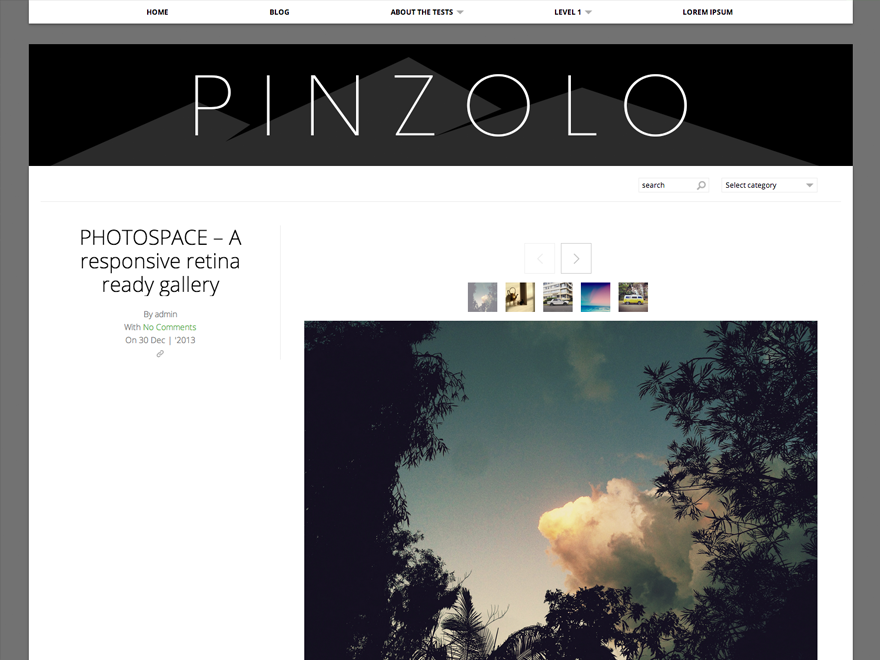 HOME BLOG ABOUT THE TESTS LEVEL 1 LOREM IPSUM
PINZOLO
search Select category
PHOTOSPACE – A
responsive retina
ready gallery
By admin
With No Comments
On 30 Dec | '2013